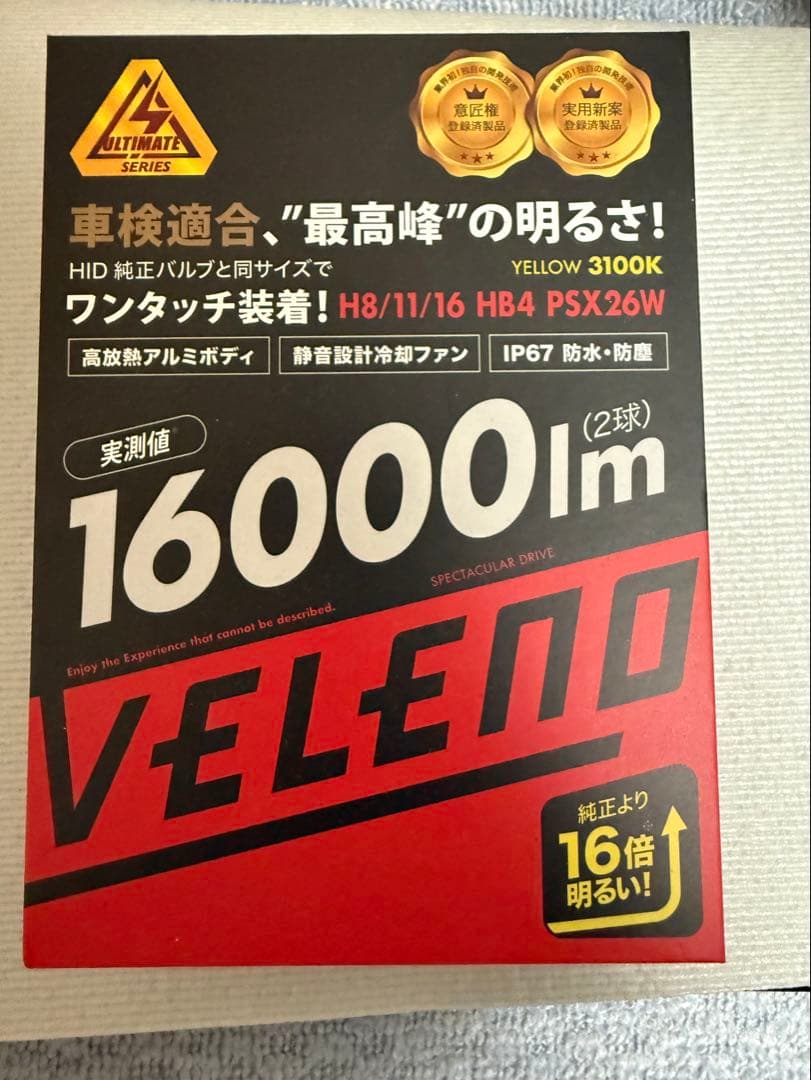 ULTIMATE
SERIES
業界初!独自の開発技術
意匠権
登録済製品
業界初!独自の開発技術
実用新案
登録済製品
車検適合、"最高峰"の明るさ!
HID 純正バルブと同サイズで
YELLOW 3100K
ワンタッチ装着! H8/11/16 HB4 PSX26W
高放熱アルミボディ
静音設計冷却ファン
IP67 防水・防塵
実測値
16000lm
(2球)
SPECTACULAR DRIVE
Enjoy the Experience that cannot be described.
VELENO
純正より
16倍
明るい!